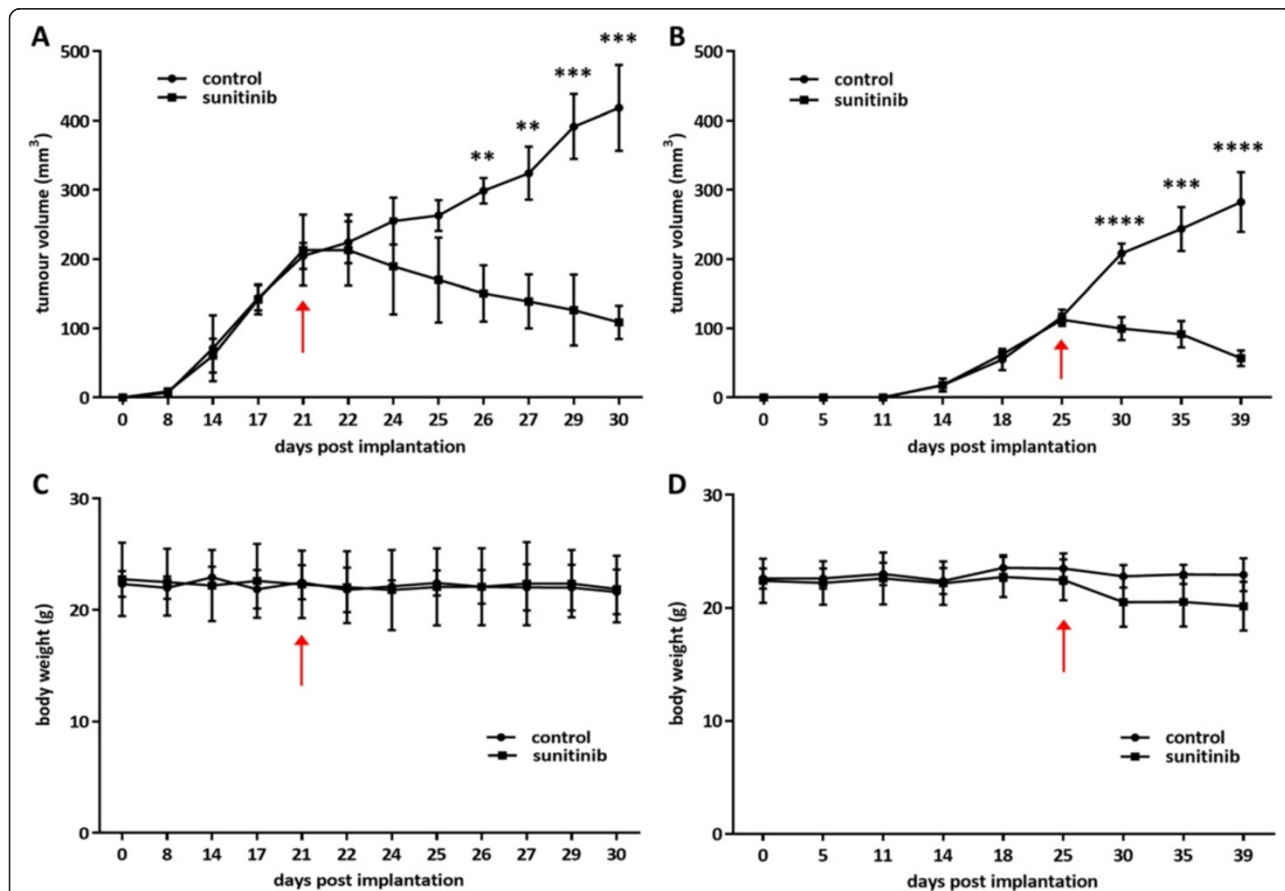 A
500
400
300
200
100
0
tumour volume (mm³)
control
sunitinib
**
**
***
***
0 8 14 17 21 22 24 25 26 27 29 30
days post implantation
B
500
400
300
200
100
0
tumour volume (mm³)
control
sunitinib
****
***
****
0 5 11 14 18 25 30 35 39
days post implantation
C
30
20
10
0
body weight (g)
control
sunitinib
0 8 14 17 21 22 24 25 26 27 29 30
days post implantation
D
30
20
10
0
body weight (g)
control
sunitinib
0 5 11 14 18 25 30 35 39
days post implantation